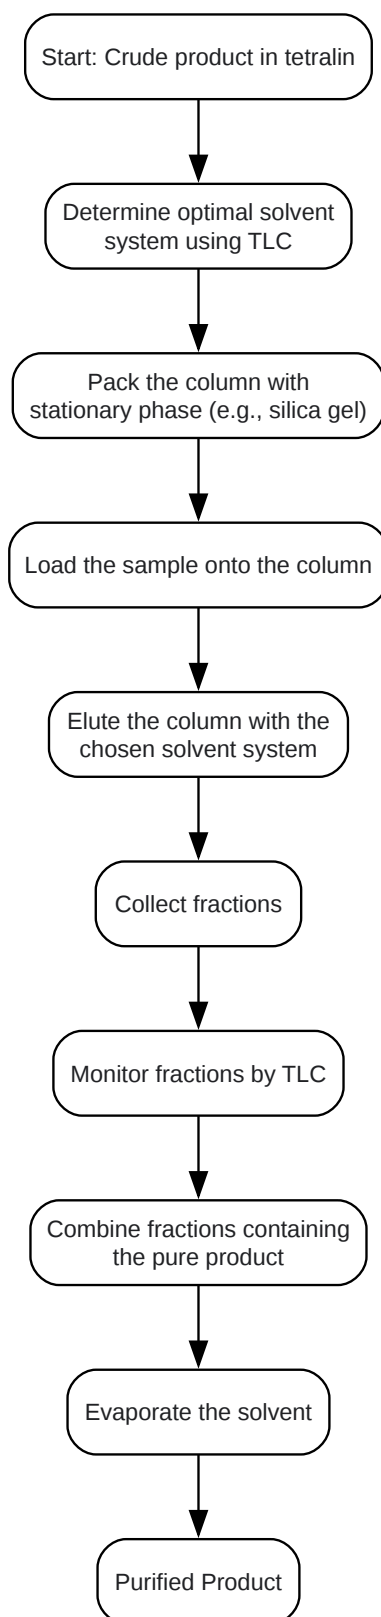 Start: Crude product in tetralin
Determine optimal solvent
system using TLC
Pack the column with
stationary phase (e.g., silica gel)
Load the sample onto the column
Elute the column with the
chosen solvent system
Collect fractions
Monitor fractions by TLC
Combine fractions containing
the pure product
Evaporate the solvent
Purified Product